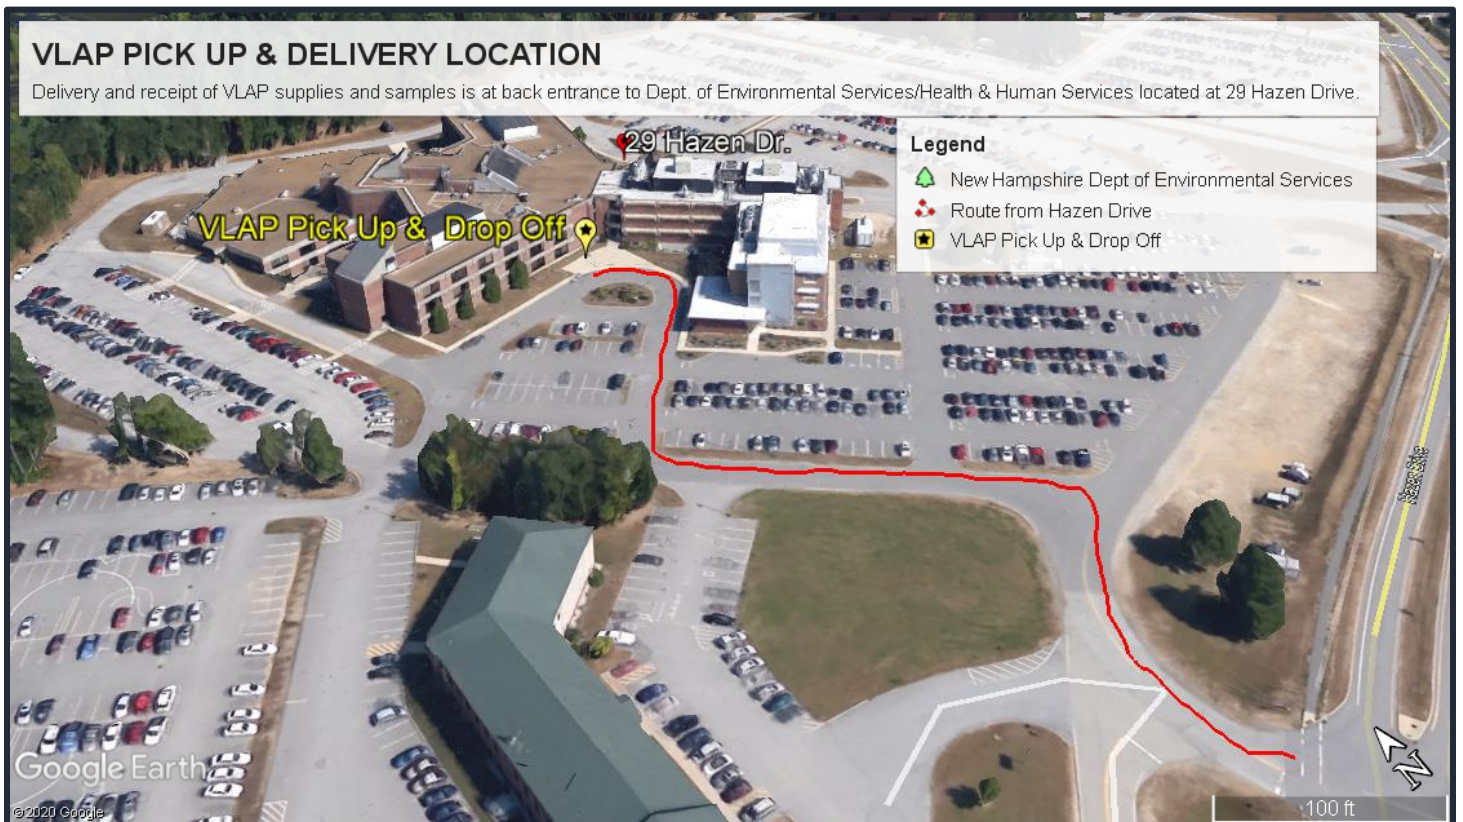 VLAP PICK UP & DELIVERY LOCATION
Delivery and receipt of VLAP supplies and samples is at back entrance to Dept. of Environmental Services/Health & Human Services located at 29 Hazen Drive.
29 Hazen Dr.
Legend
New Hampshire Dept of Environmental Services
Route from Hazen Drive
VLAP Pick Up & Drop Off
VLAP Pick Up & Drop Off
Hazen Drive
N
Google Earth
© 2020 Google
100 ft